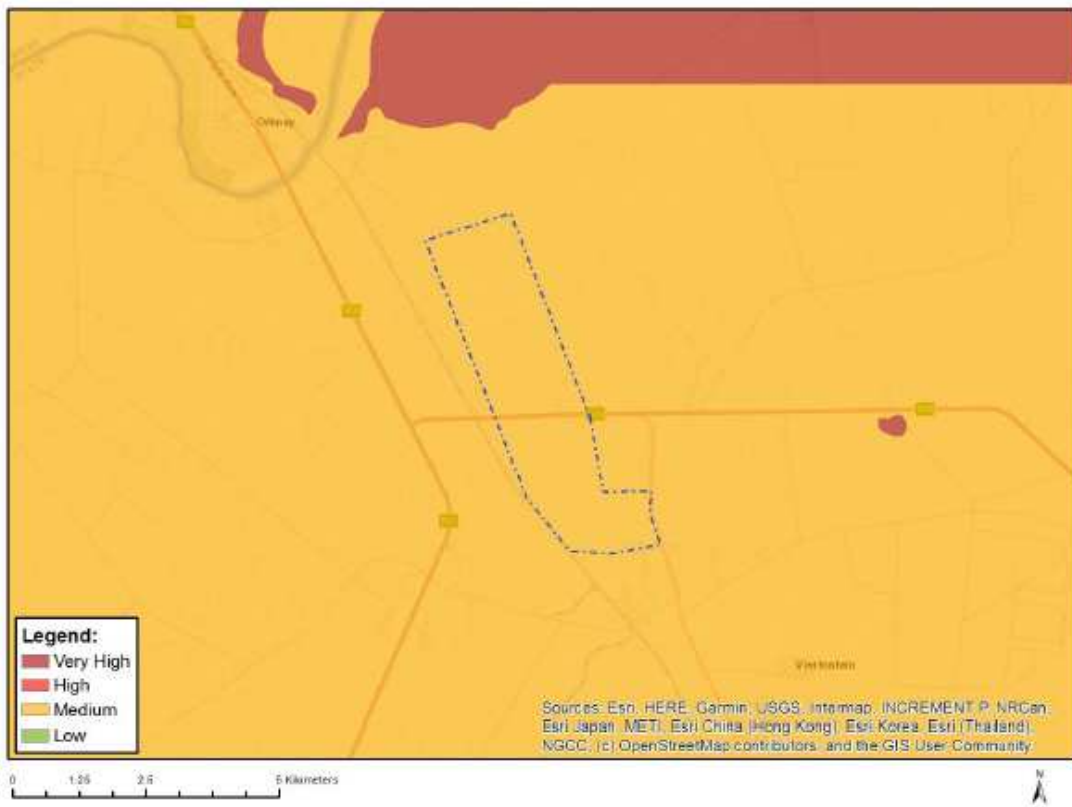 Orkney
Vierfontein
Legend:
Very High
High
Medium
Low
Sources: Esri, HERE, Garmin, USGS, Intermap, INCREMENT P, NRCan,
Esri Japan, METI, Esri China (Hong Kong), Esri Korea, Esri (Thailand),
NGCC, (c) OpenStreetMap contributors, and the GIS User Community
0 1.25 2.5 5 Kilometers
N